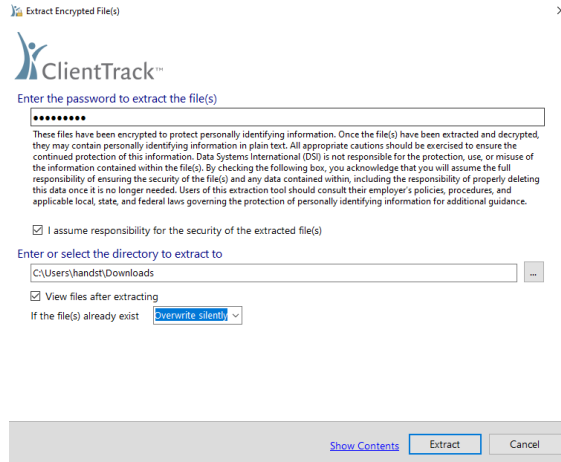 Extract Encrypted File(s)
ClientTrack™
Enter the password to extract the file(s)
●●●●●●●●●
These files have been encrypted to protect personally identifying information. Once the file(s) have been extracted and decrypted,
they may contain personally identifying information in plain text. All appropriate cautions should be exercised to ensure the
continued protection of this information. Data Systems International (DSI) is not responsible for the protection, use, or misuse of
the information contained within the file(s). By checking the following box, you acknowledge that you will assume the full
responsibility of ensuring the security of the file(s) and any data contained within, including the responsibility of properly deleting
this data once it is no longer needed. Users of this extraction tool should consult their employer's policies, procedures, and
applicable local, state, and federal laws governing the protection of personally identifying information for additional guidance.
I assume responsibility for the security of the extracted file(s)
Enter or select the directory to extract to
C:\Users\handst\Downloads
...
View files after extracting
If the file(s) already exist Overwrite silently
Show Contents Extract Cancel